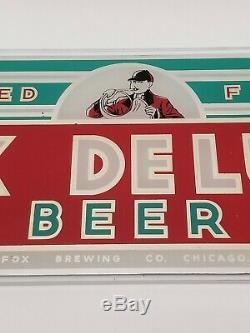 ED F
X DELU
BEER
FOX BREWING CO. CHICAGO,